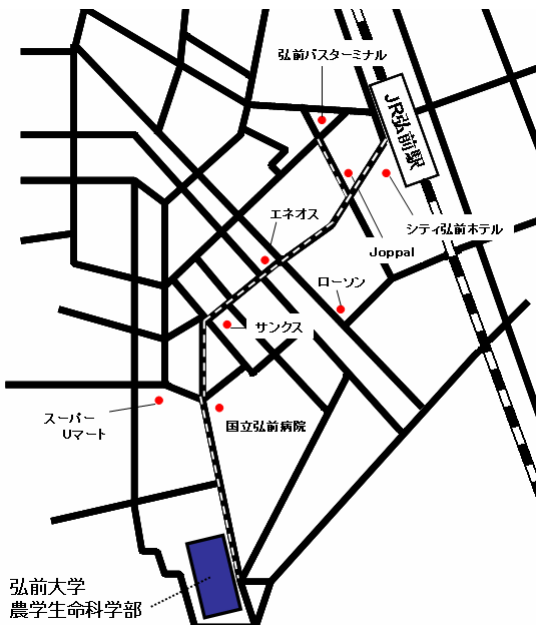 弘前バスターミナル
JR弘前駅
シティ弘前ホテル
Joppal
エネオス
ローソン
サンクス
スーパー
Uマート
国立弘前病院
弘前大学
農学生命科学部